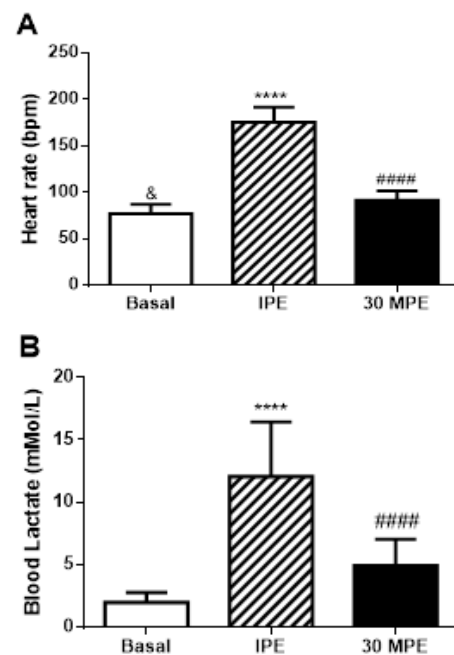 A
Heart rate (bpm)
250
200
150
100
50
0
&
****
####
Basal IPE 30 MPE
B
Blood Lactate (mMol/L)
20
15
10
5
0
****
####
Basal IPE 30 MPE